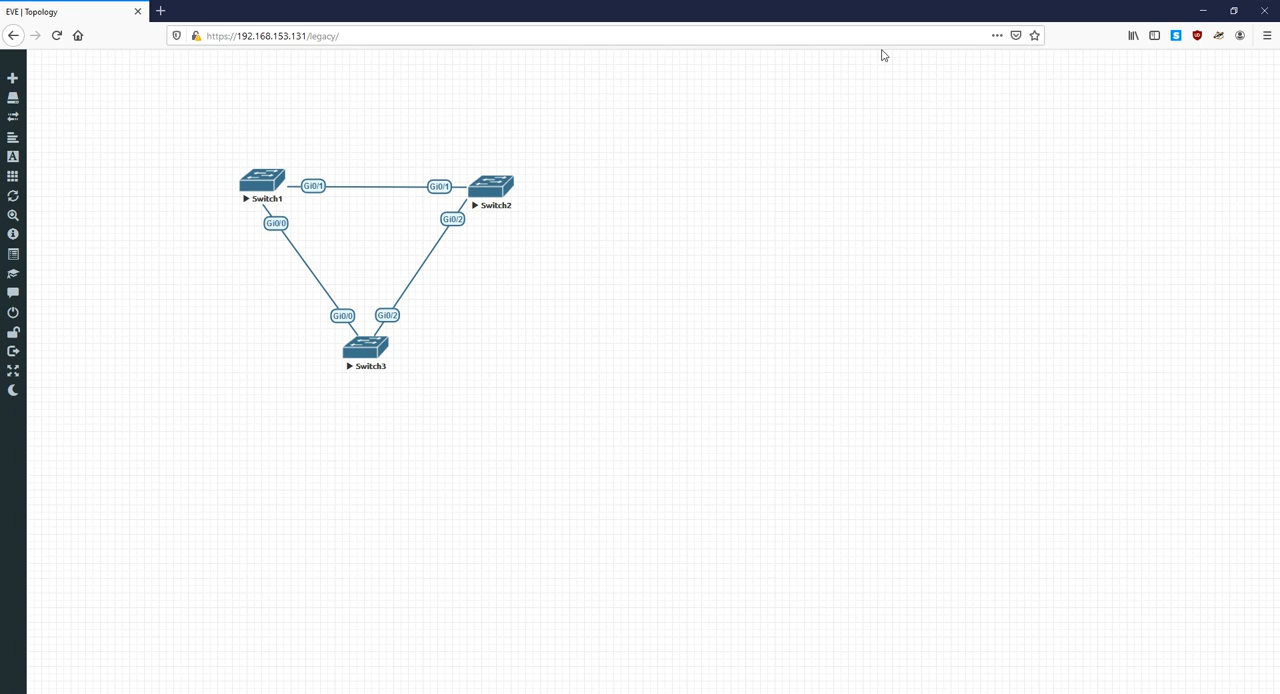 EVE | Topology
https://192.168.153.131/legacy/
Gi0/1
Gi0/1
Switch1
Switch2
Gi0/0
Gi0/2
Gi0/0
Gi0/2
Switch3